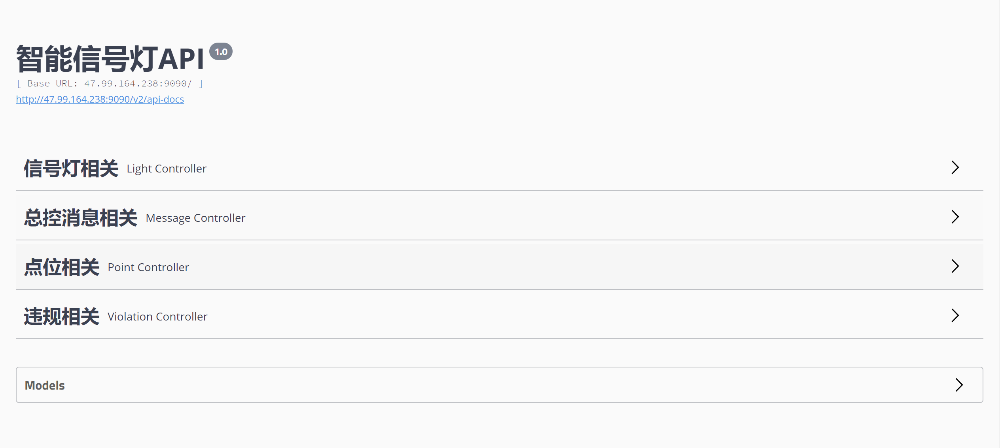 智能信号灯API 1.0
[ Base URL: 47.99.164.238:9090/ ]
http://47.99.164.238:9090/v2/api-docs
信号灯相关 Light Controller
总控消息相关 Message Controller
点位相关 Point Controller
违规相关 Violation Controller
Models